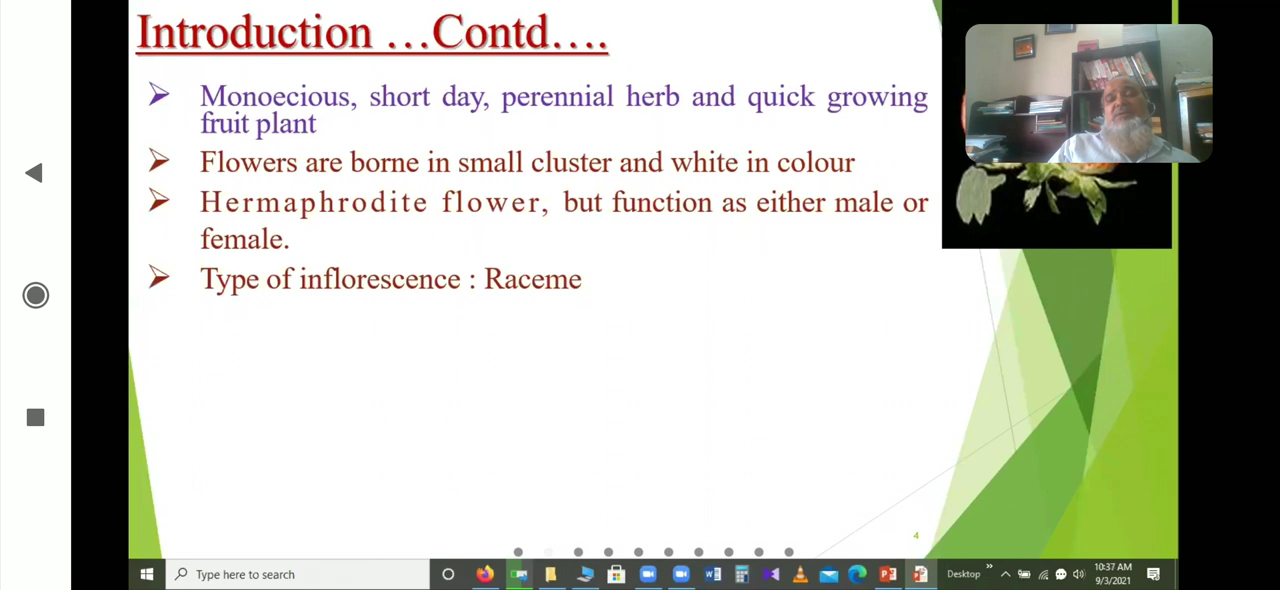 Introduction …Contd….
➢ Monoecious, short day, perennial herb and quick growing
fruit plant
➢ Flowers are borne in small cluster and white in colour
➢ Hermaphrodite flower, but function as either male or
female.
➢ Type of inflorescence : Raceme
4
Type here to search
Desktop
10:37 AM
9/3/2021